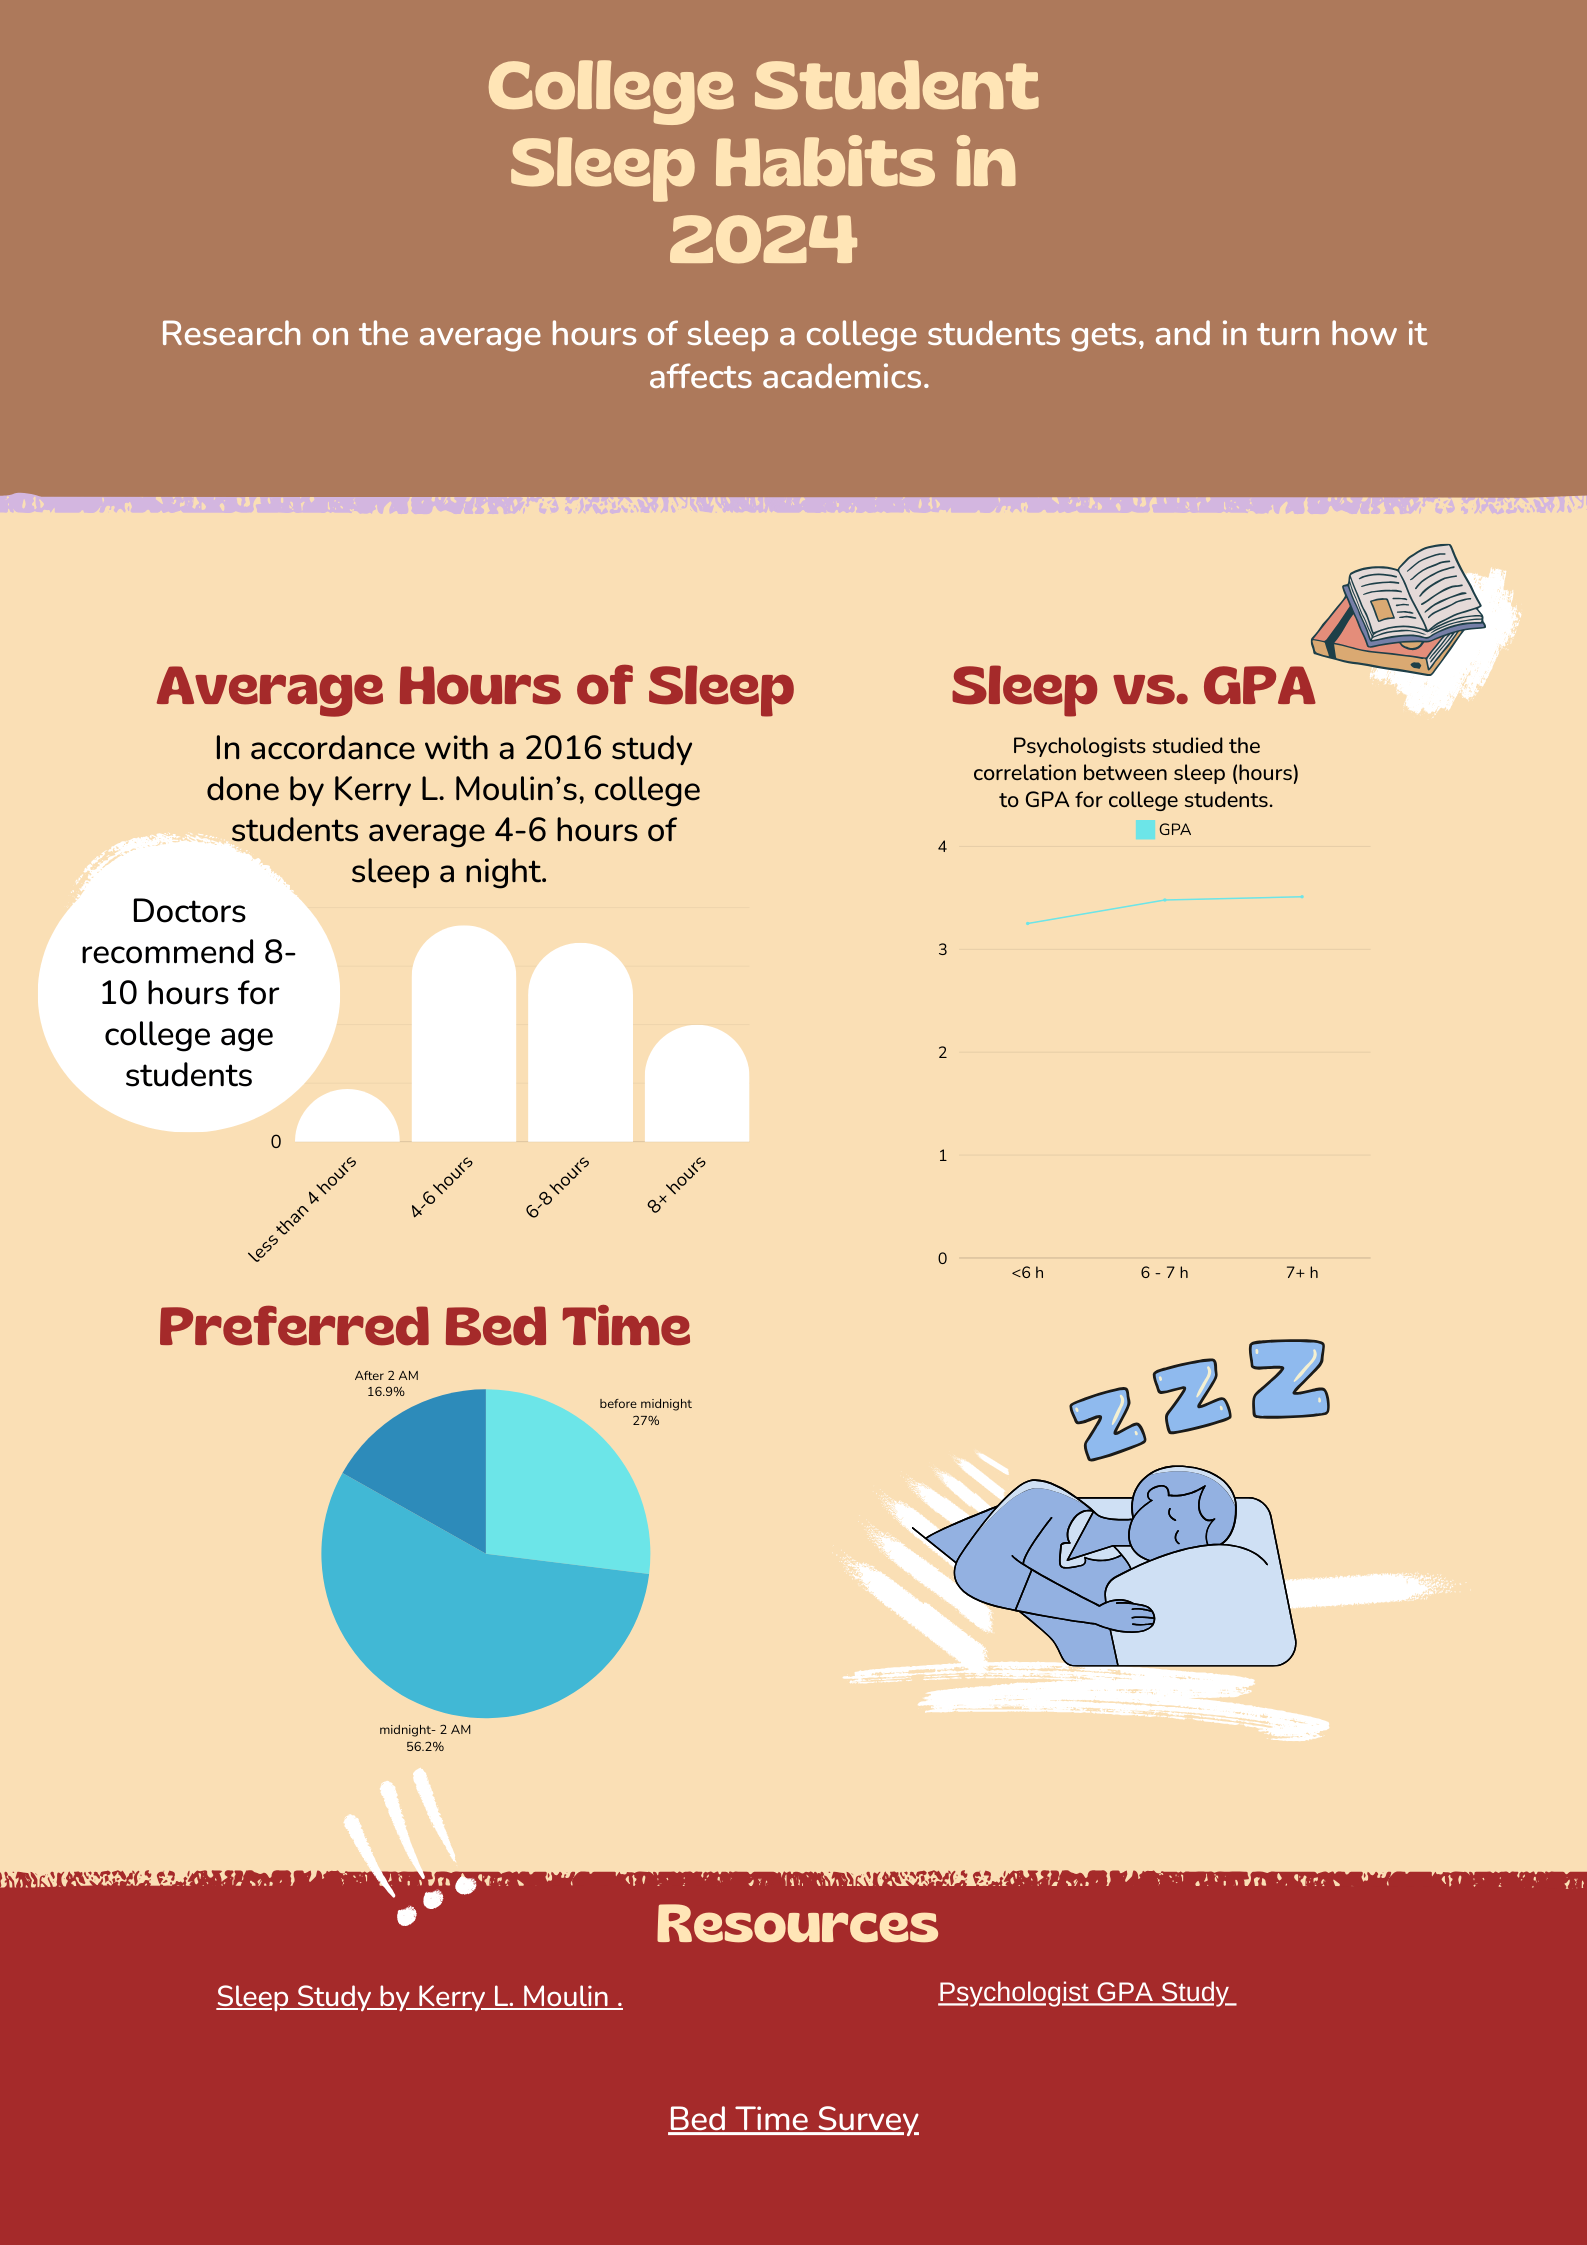 College Student
Sleep Habits in
2024
Research on the average hours of sleep a college students gets, and in turn how it
affects academics.
Average Hours of Sleep
In accordance with a 2016 study
done by Kerry L. Moulin’s, college
students average 4-6 hours of
sleep a night.
Doctors
recommend 8-
10 hours for
college age
students
0
less than 4 hours
4-6 hours
6-8 hours
8+ hours
Sleep vs. GPA
Psychologists studied the
correlation between sleep (hours)
to GPA for college students.
GPA
4
3
2
1
0
<6 h
6 - 7 h
7+ h
Preferred Bed Time
After 2 AM
16.9%
before midnight
27%
midnight- 2 AM
56.2%
z z Z
Resources
Sleep Study by Kerry L. Moulin .
Psychologist GPA Study
Bed Time Survey